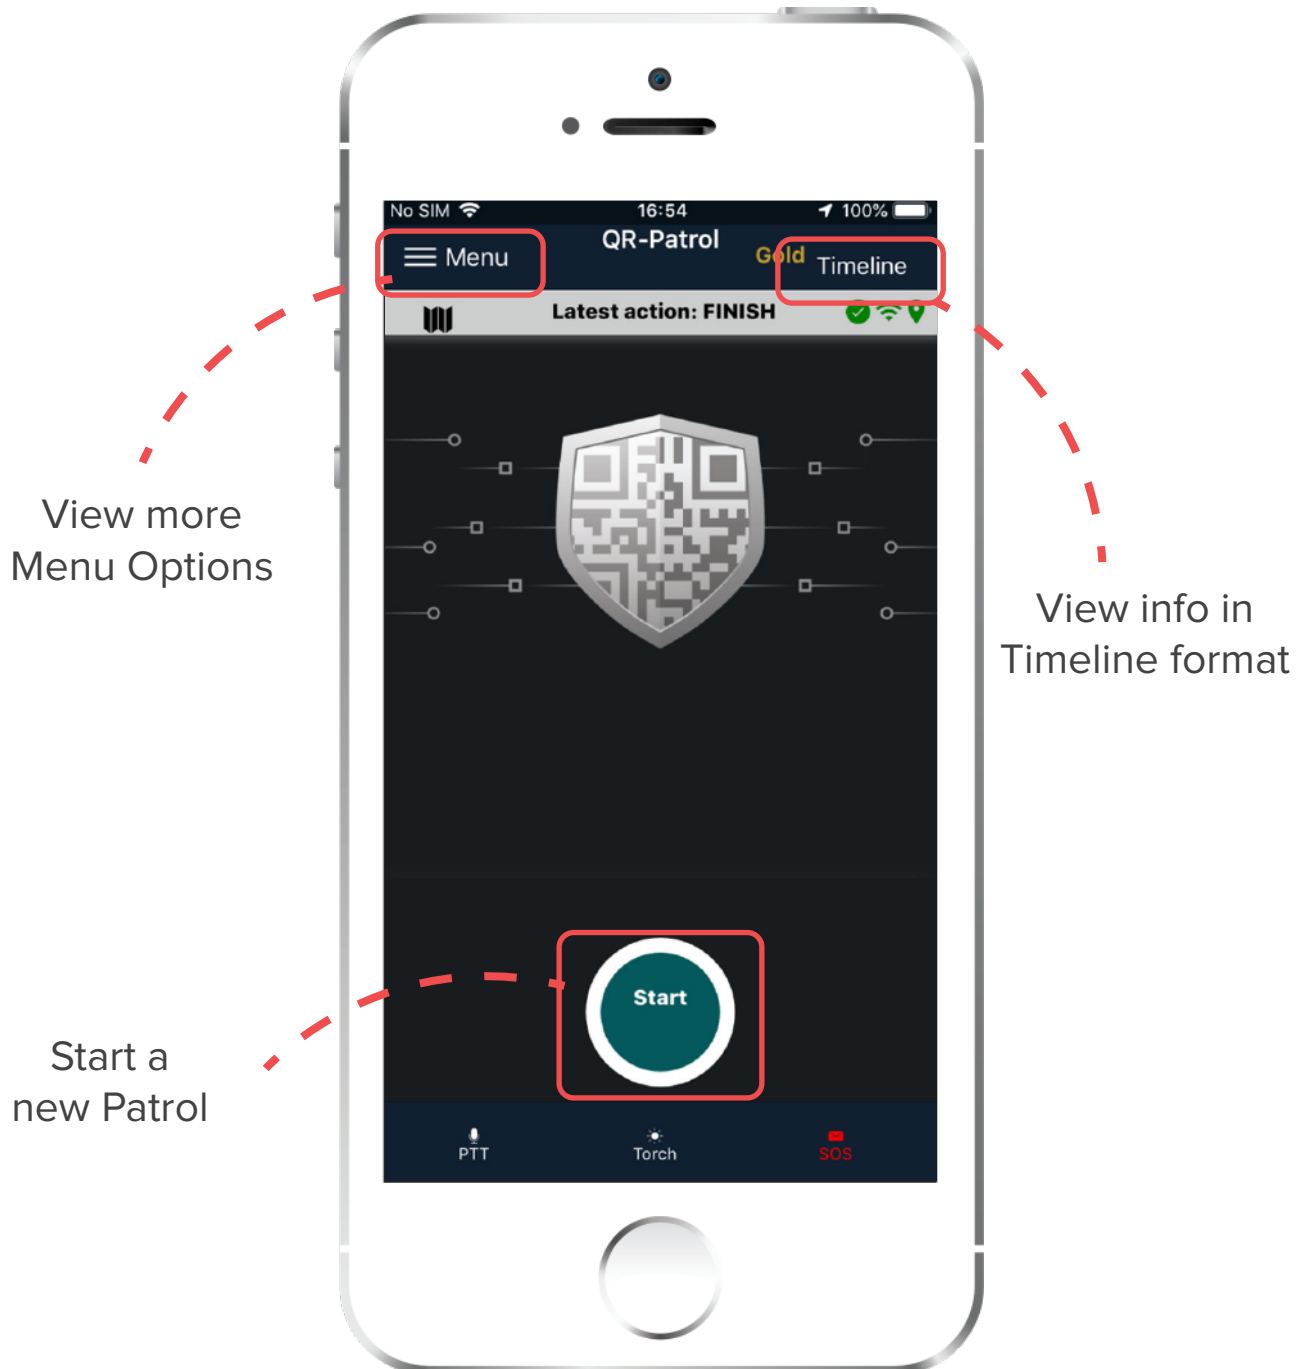 No SIM 16:54 100%
QR-Patrol
Menu Gold Timeline
Latest action: FINISH
View more
Menu Options
View info in
Timeline format
Start
Start a
new Patrol
PTT Torch SOS